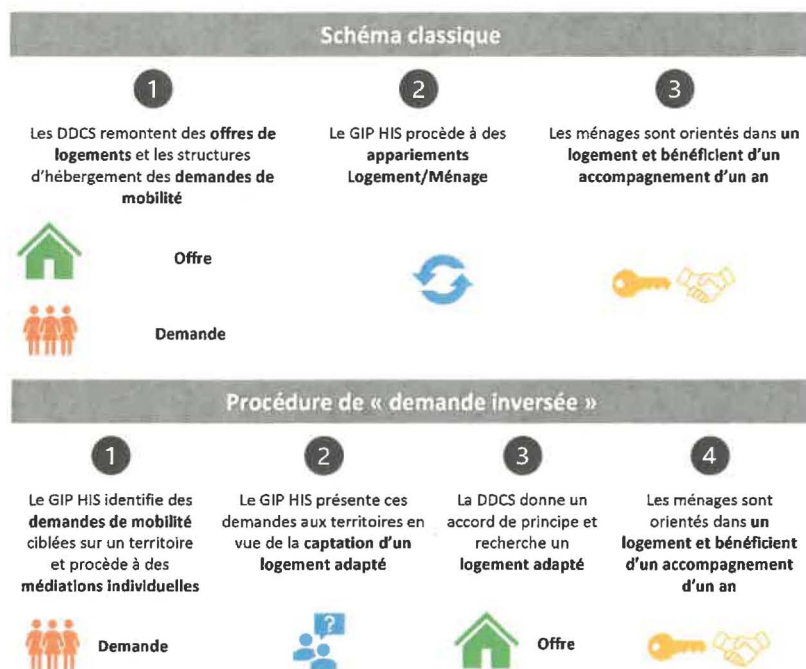 Schéma classique
1
Les DDCS remontent des offres de
logements et les structures
d'hébergement des demandes de
mobilité
2
Le GIP HIS procède à des
appariements
Logement/Ménage
3
Les ménages sont orientés dans un
logement et bénéficient d'un
accompagnement d'un an
Offre
Demande
Procédure de « demande inversée »
1
Le GIP HIS identifie des
demandes de mobilité
ciblées sur un territoire
et procède à des
médiations individuelles
2
Le GIP HIS présente ces
demandes aux territoires en
vue de la captation d'un
logement adapté
3
La DDCS donne un
accord de principe et
recherche un
logement adapté
4
Les ménages sont
orientés dans un
logement et bénéficient
d'un accompagnement
d'un an
Demande
?
Offre